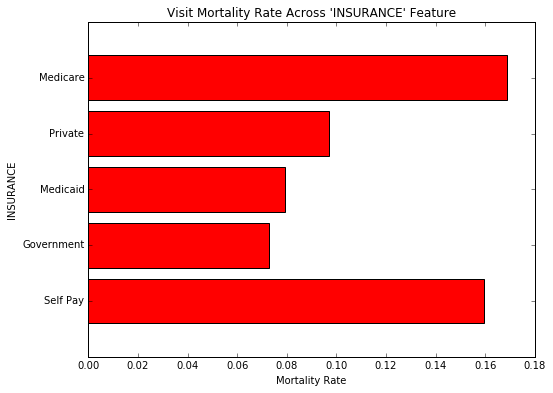 Visit Mortality Rate Across 'INSURANCE' Feature
INSURANCE
Medicare
Private
Medicaid
Government
Self Pay
0.00 0.02 0.04 0.06 0.08 0.10 0.12 0.14 0.16 0.18
Mortality Rate